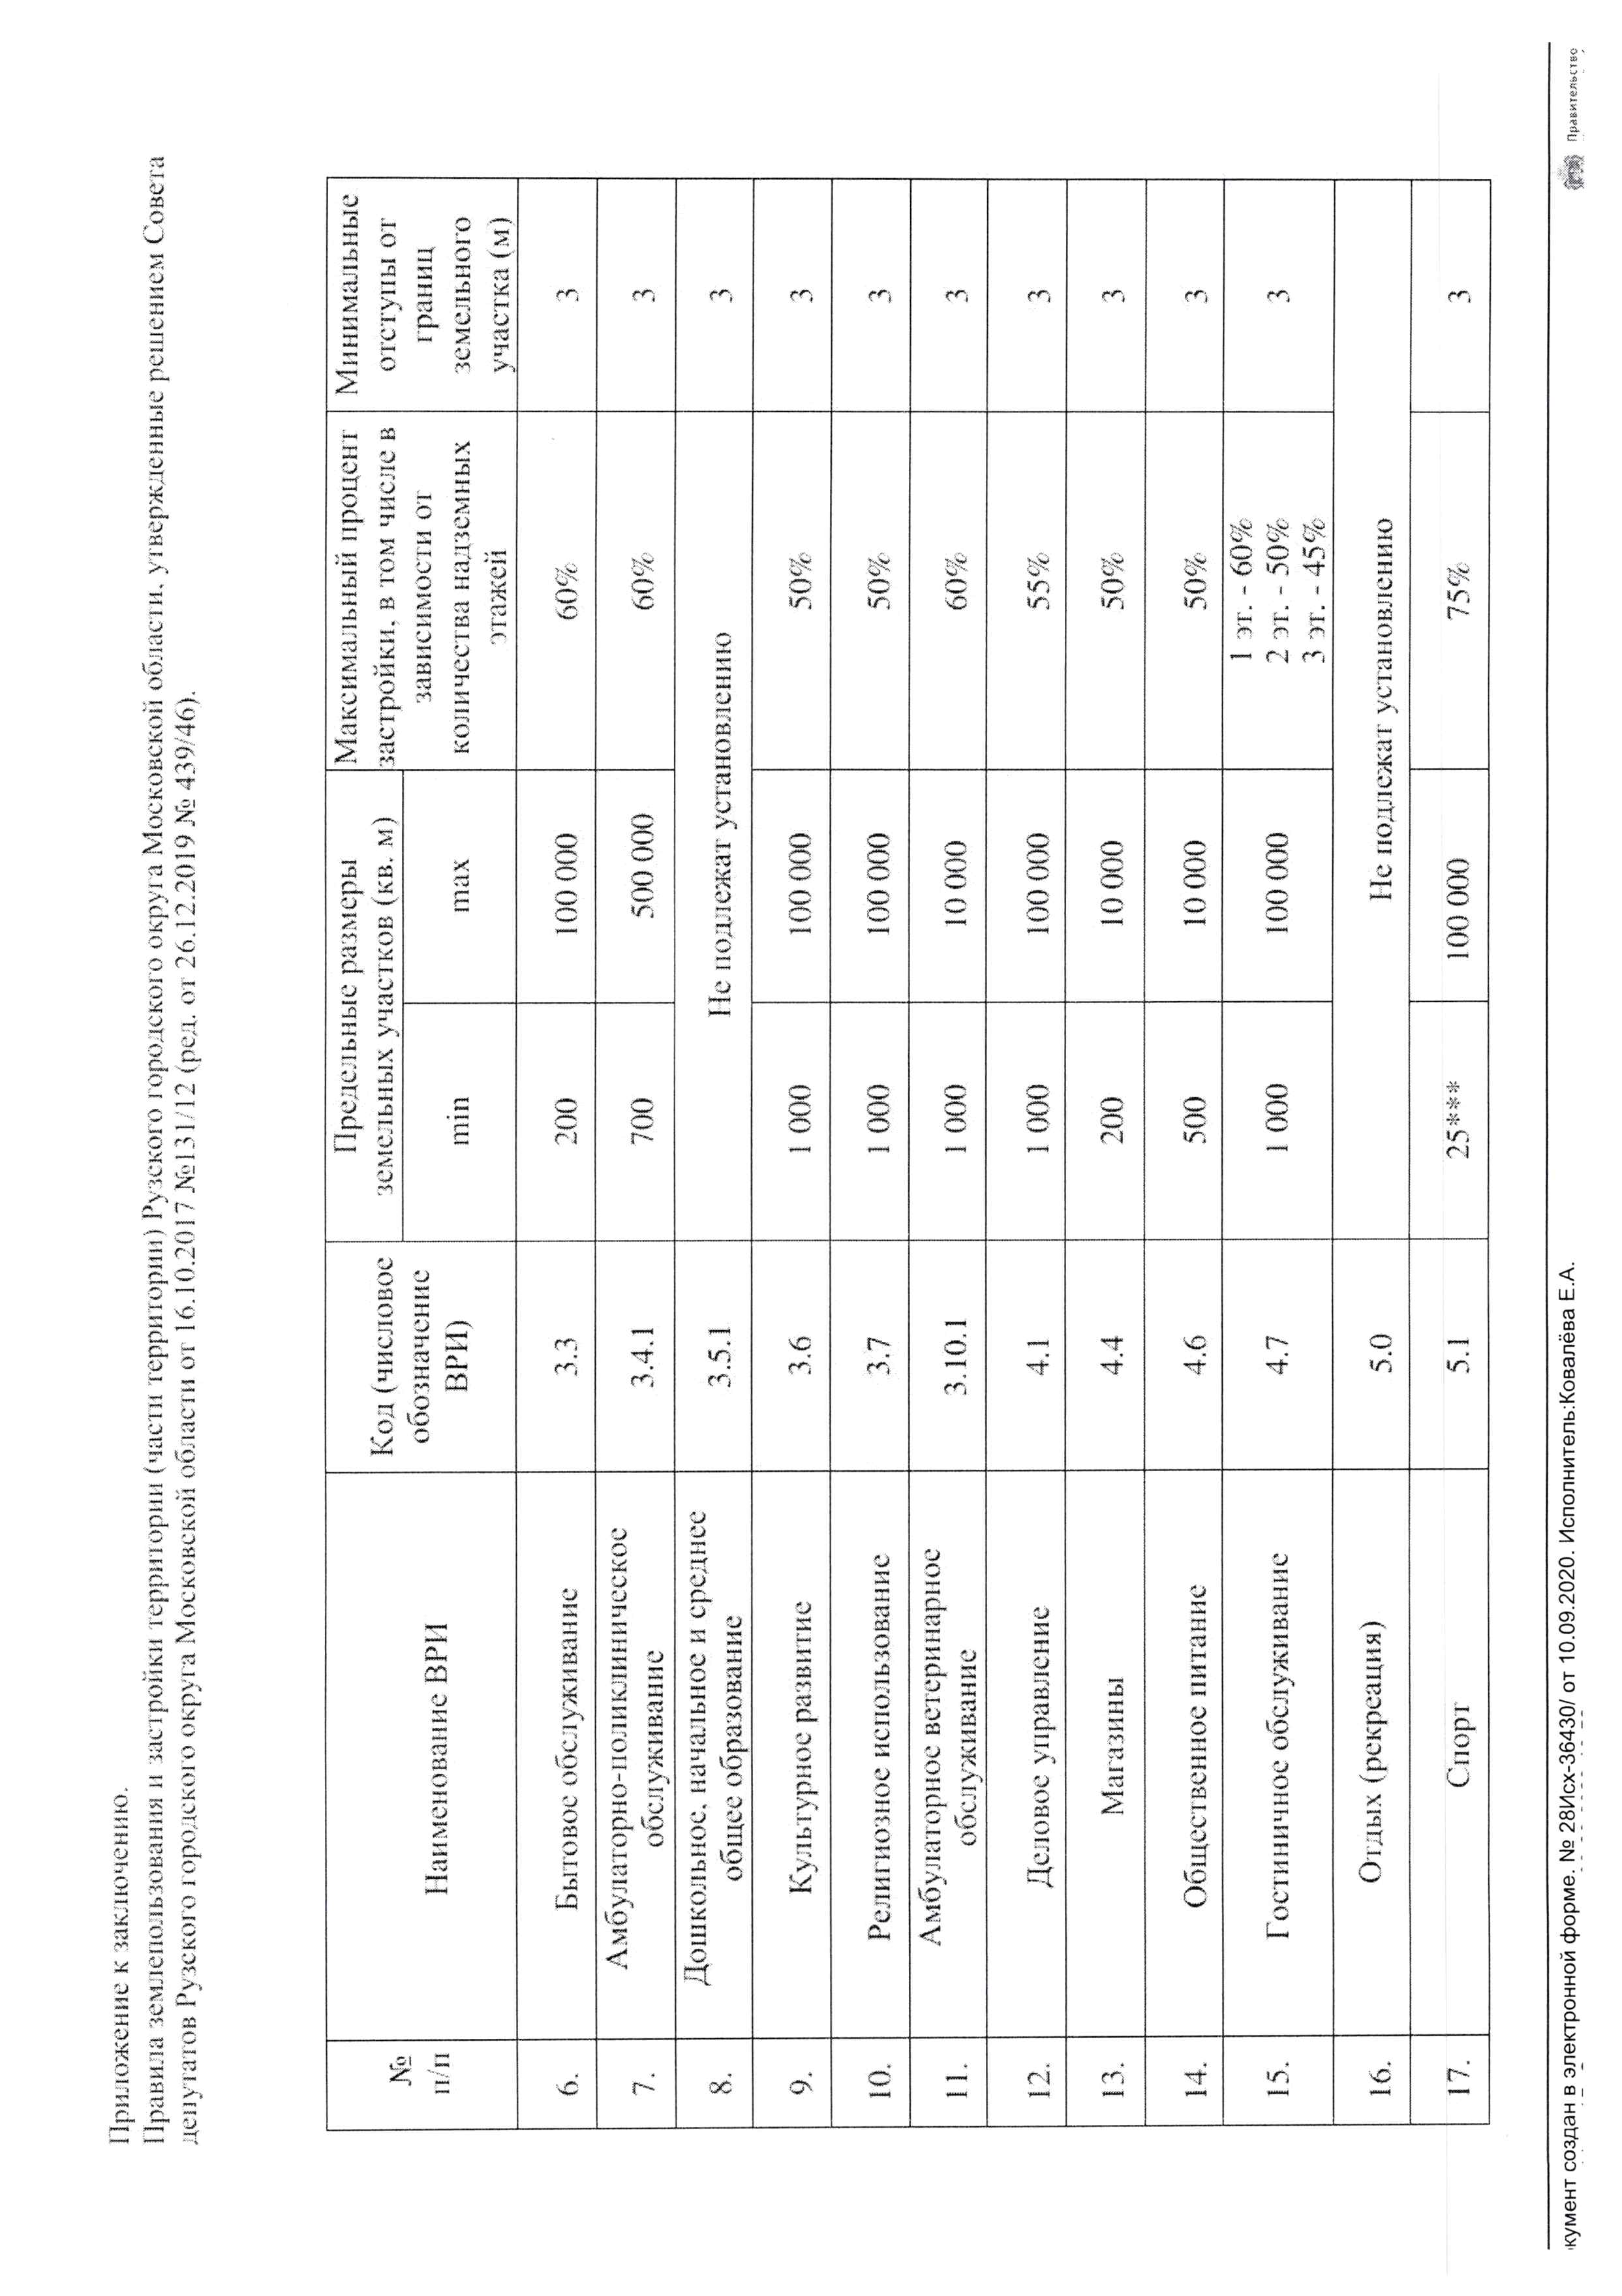 Приложение к заключению.
Правила землепользования и застройки территории (части территории) Рузского городского округа Московской области, утвержденные решением Совета
депутатов Рузского городского округа Московской области от 16.10.2017 №131/12 (ред. от 26.12.2019 № 439/46).
№ п/п
Наименование ВРИ
Код (числовое
обозначение
ВРИ)
Предельные размеры
земельных участков (кв. м)
min
max
Максимальный процент
застройки, в том числе в
зависимости от
количества надземных
этажей
Минимальные
отступы от
границ
земельного
участка (м)
6. Бытовое обслуживание 3.3 200 100 000 60% 3
7. Амбулаторно-поликлиническое
обслуживание 3.4.1 700 500 000 60% 3
8. Дошкольное, начальное и среднее
общее образование 3.5.1 Не подлежат установлению 3
9. Культурное развитие 3.6 1 000 100 000 50% 3
10. Религиозное использование 3.7 1 000 100 000 50% 3
11. Амбулаторное ветеринарное
обслуживание 3.10.1 1 000 10 000 60% 3
12. Деловое управление 4.1 1 000 100 000 55% 3
13. Магазины 4.4 200 10 000 50% 3
14. Общественное питание 4.6 500 10 000 50% 3
15. Гостиничное обслуживание 4.7 1 000 100 000 1 эт. - 60%
2 эт. - 50%
3 эт. - 45% 3
16. Отдых (рекреация) 5.0 Не подлежат установлению
17. Спорт 5.1 25*** 100 000 75% 3
кумент создан в электронной форме. № 28Исх-36430/ от 10.09.2020. Исполнитель:Ковалёва Е.А.
Правительство